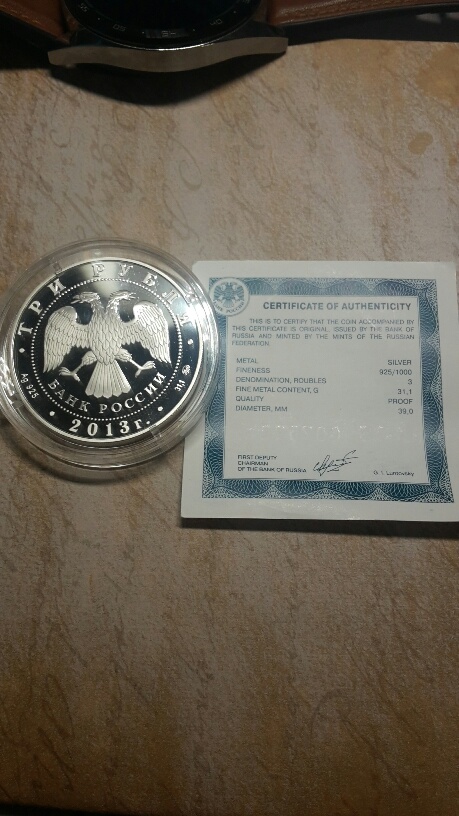 ТРИ РУБЛЯ
Ag 925
БАНК РОССИИ
31,1
• 2013г. •
CERTIFICATE OF AUTHENTICITY
THIS IS TO CERTIFY THAT THE COIN ACCOMPANIED BY
THIS CERTIFICATE IS ORIGINAL, ISSUED BY THE BANK OF
RUSSIA AND MINTED BY THE MINTS OF THE RUSSIAN
FEDERATION.
METAL SILVER
FINENESS 925/1000
DENOMINATION, ROUBLES 3
FINE METAL CONTENT, G 31,1
QUALITY PROOF
DIAMETER, MM 39,0
FIRST DEPUTY
CHAIRMAN
OF THE BANK OF RUSSIA G. I. Luntovsky